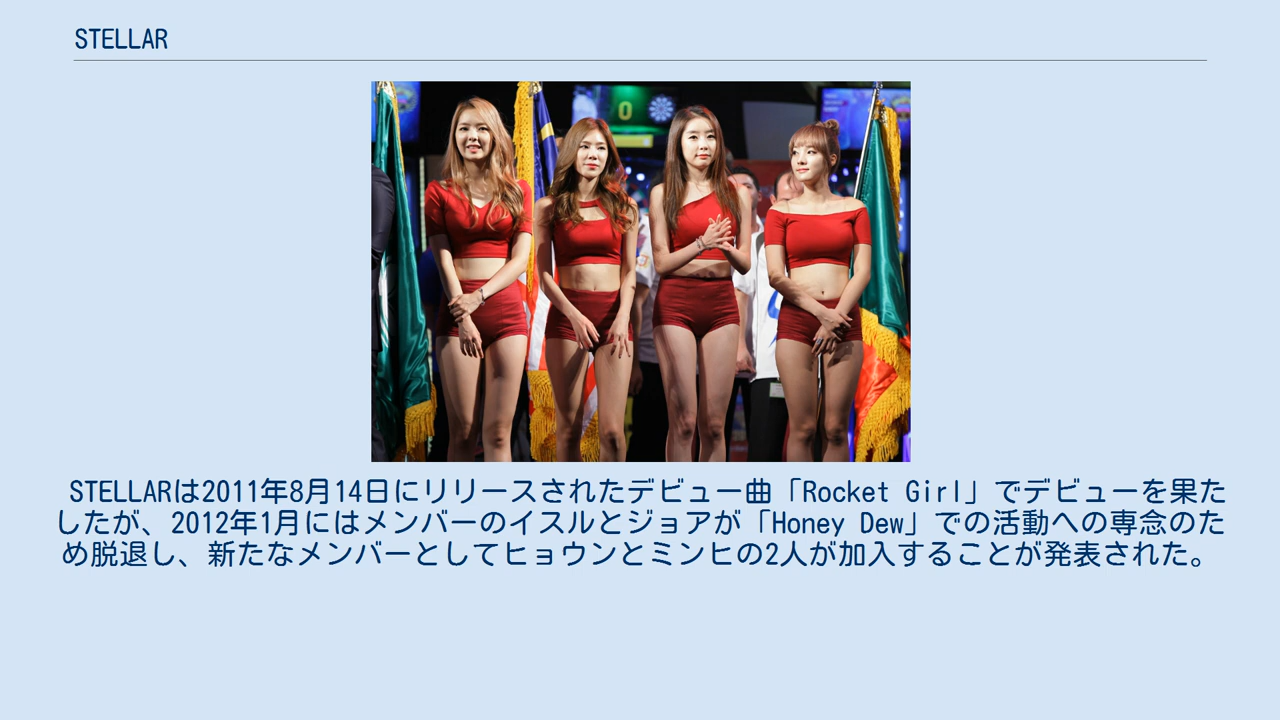 STELLAR
0
STELLARは2011年8月14日にリリースされたデビュー曲「Rocket Girl」でデビューを果た
したが、2012年1月にはメンバーのイスルとジョアが「Honey Dew」での活動への専念のた
め脱退し、新たなメンバーとしてヒョウンとミンヒの2人が加入することが発表された。